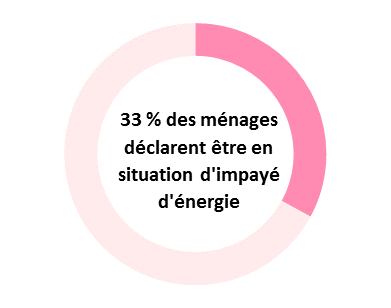 33 % des ménages
déclarent être en
situation d'impayé
d'énergie